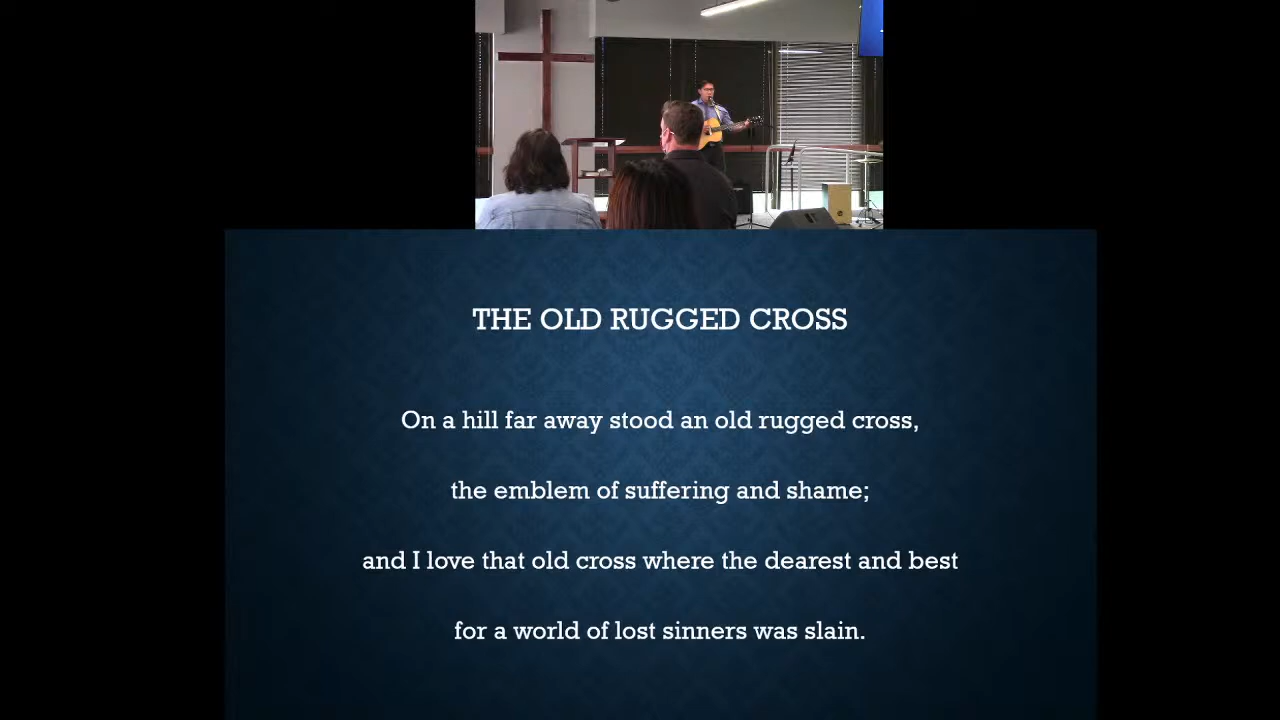 THE OLD RUGGED CROSS
On a hill far away stood an old rugged cross,
the emblem of suffering and shame;
and I love that old cross where the dearest and best
for a world of lost sinners was slain.